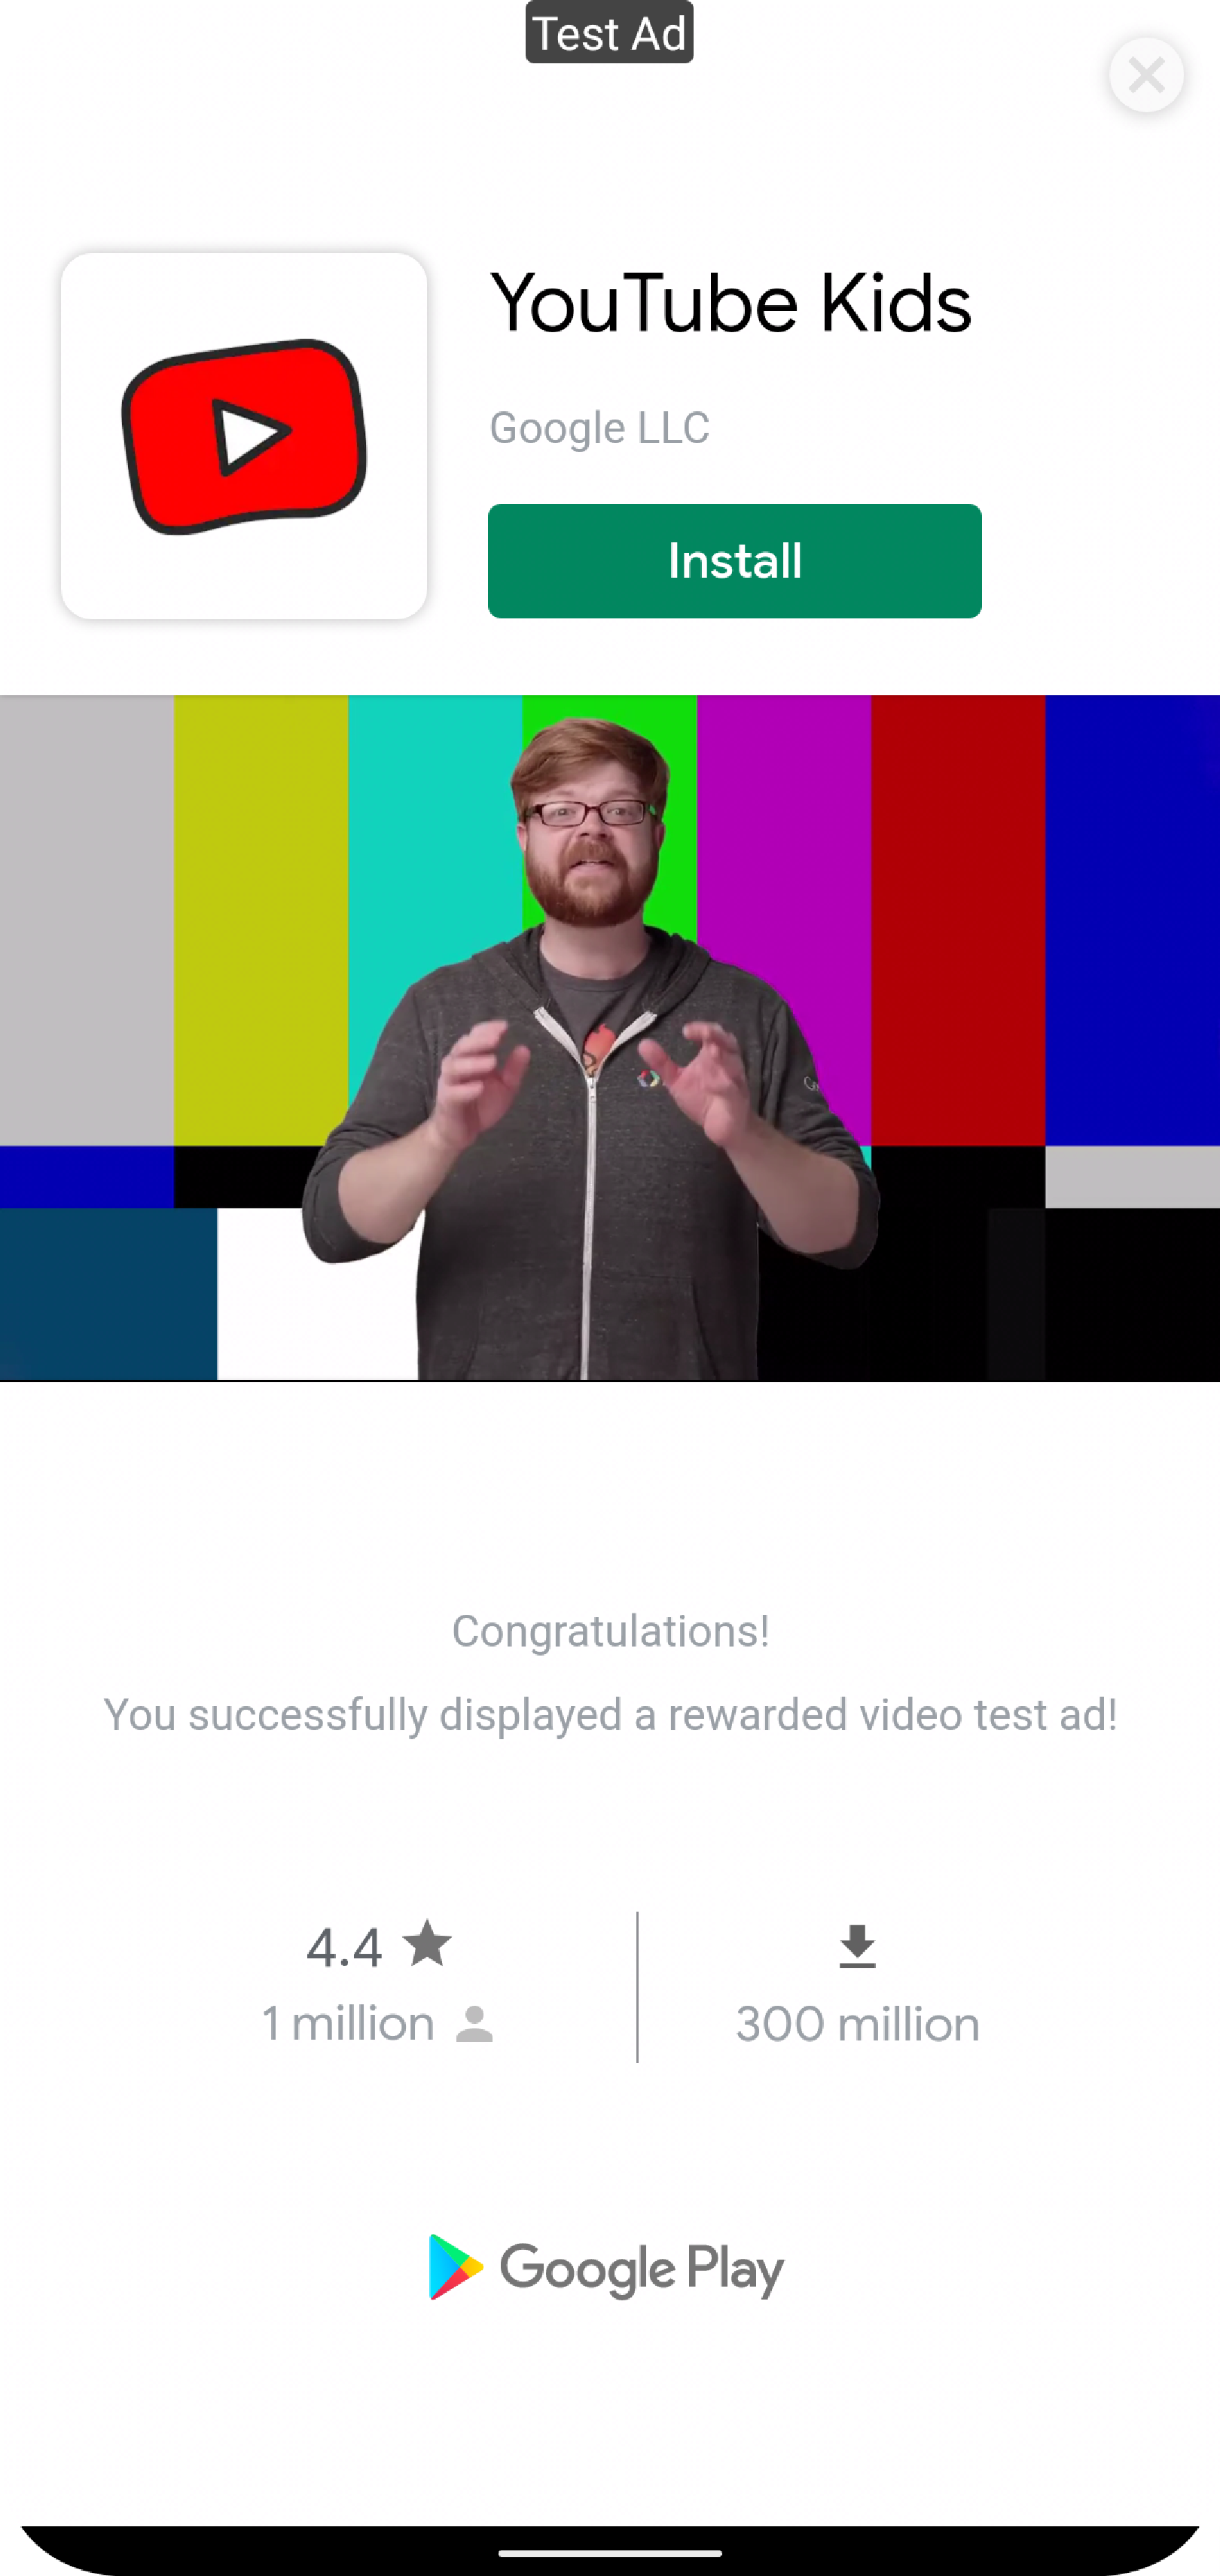 Test Ad
YouTube Kids
Google LLC
Install
Congratulations!
You successfully displayed a rewarded video test ad!
4.4
1 million
300 million
Google Play